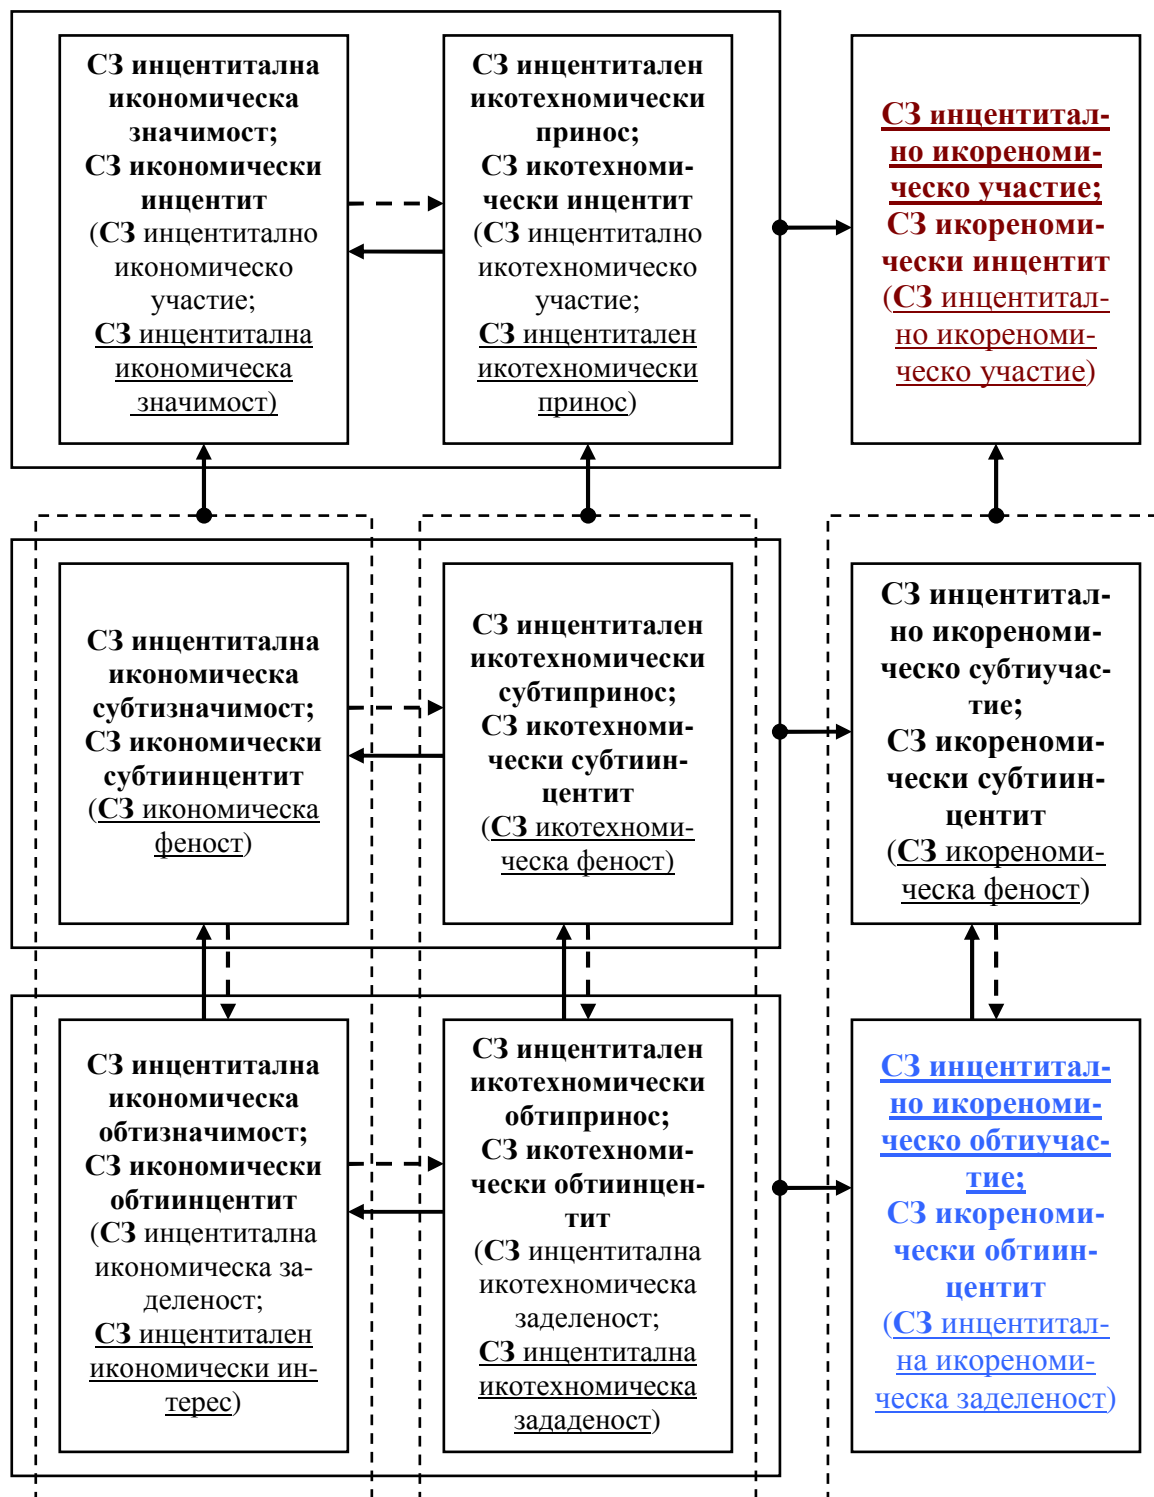 СЗ инцентитална
икономическа
значимост;
СЗ икономически
инцентит
(СЗ инцентитално
икономическо
участие;
СЗ инцентитална
икономическа
значимост)
СЗ инцентитален
икотехномически
принос;
СЗ икотехноми-
чески инцентит
(СЗ инцентитално
икотехномическо
участие;
СЗ инцентитален
икотехномически
принос)
СЗ инцентитал-
но икореноми-
ческо участие;
СЗ икореноми-
чески инцентит
(СЗ инцентитал-
но икореноми-
ческо участие)
СЗ инцентитална
икономическа
субтизначимост;
СЗ икономически
субтиинцентит
(СЗ икономическа
феност)
СЗ инцентитален
икотехномически
субтипринос;
СЗ икотехноми-
чески субтиин-
центит
(СЗ икотехноми-
ческа феност)
СЗ инцентитал-
но икореноми-
ческо субтиучас-
тие;
СЗ икореноми-
чески субтиин-
центит
(СЗ икореноми-
ческа феност)
СЗ инцентитална
икономическа
обтизначимост;
СЗ икономически
обтиинцентит
(СЗ инцентитална
икономическа за-
деленост;
СЗ инцентитален
икономически ин-
терес)
СЗ инцентитален
икотехномически
обтипринос;
СЗ икотехноми-
чески обтиинцен-
тит
(СЗ инцентитална
икотехномическа
заделеност;
СЗ инцентитална
икотехномическа
зададеност)
СЗ инцентитал-
но икореноми-
ческо обтиучас-
тие;
СЗ икореноми-
чески обтиин-
центит
(СЗ инцентитал-
на икореноми-
ческа заделеност)